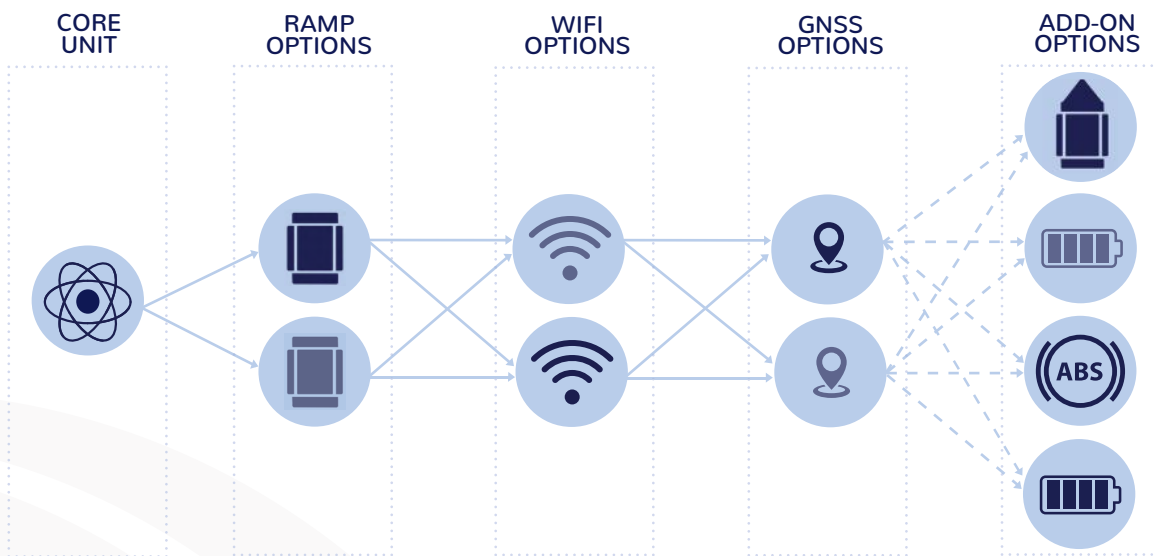 CORE
UNIT
RAMP
OPTIONS
WIFI
OPTIONS
GNSS
OPTIONS
ADD-ON
OPTIONS
ABS